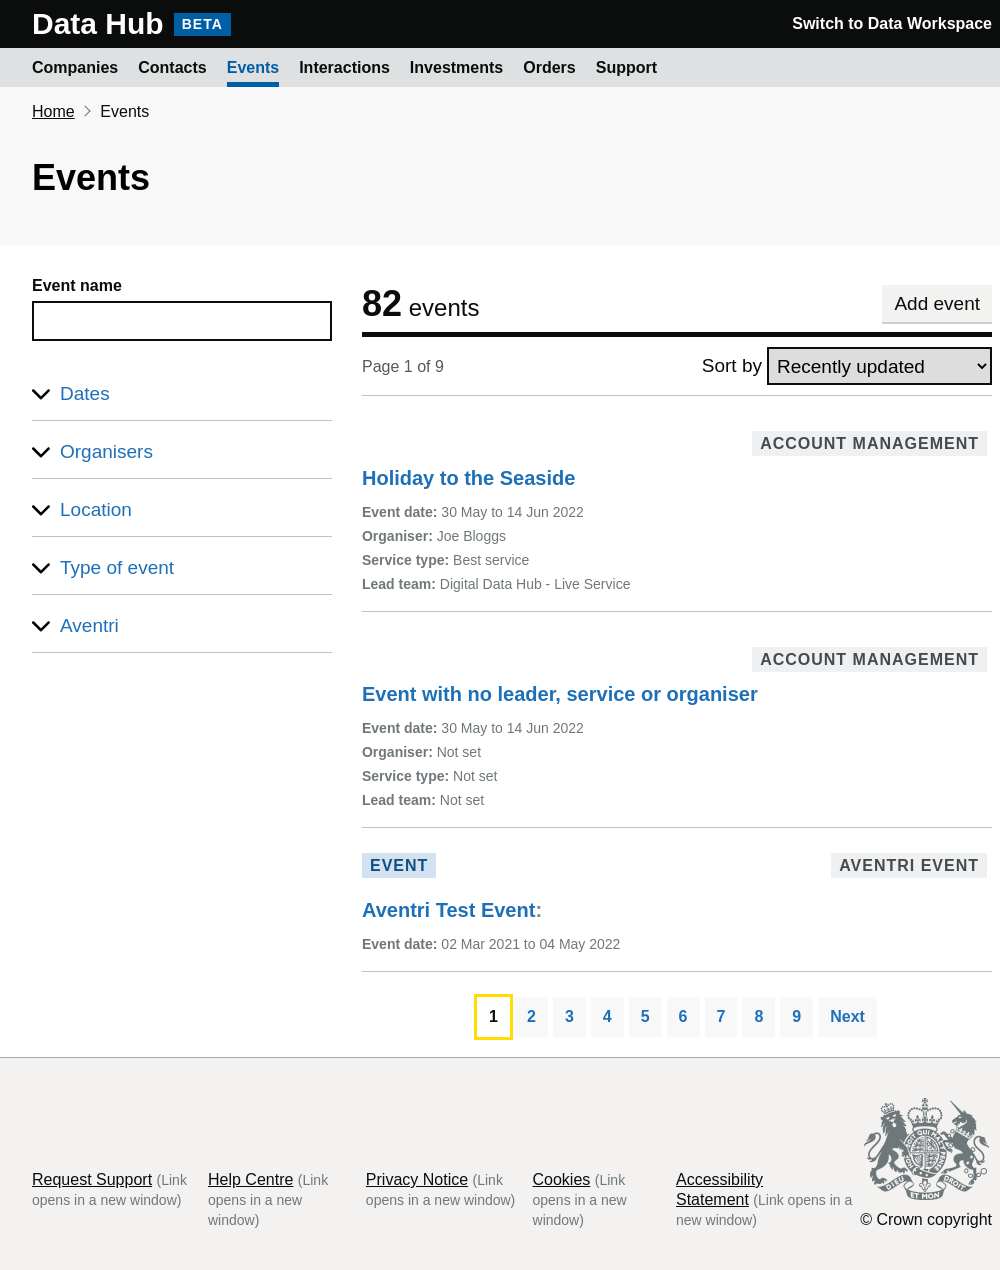 Data Hub BETA Switch to Data Workspace
Companies Contacts Events Interactions Investments Orders Support
Home Events
Events
Event name
Dates
Organisers
Location
Type of event
Aventri
82 events Add event
Page 1 of 9 Sort by Recently updated
ACCOUNT MANAGEMENT
Holiday to the Seaside
Event date: 30 May to 14 Jun 2022
Organiser: Joe Bloggs
Service type: Best service
Lead team: Digital Data Hub - Live Service
ACCOUNT MANAGEMENT
Event with no leader, service or organiser
Event date: 30 May to 14 Jun 2022
Organiser: Not set
Service type: Not set
Lead team: Not set
EVENT AVENTRI EVENT
Aventri Test Event:
Event date: 02 Mar 2021 to 04 May 2022
1 2 3 4 5 6 7 8 9 Next
Request Support (Link
opens in a new window)
Help Centre (Link
opens in a new
window)
Privacy Notice (Link
opens in a new window)
Cookies (Link
opens in a new
window)
Accessibility
Statement (Link opens in a
new window)
DIEU ET MON DROIT
© Crown copyright